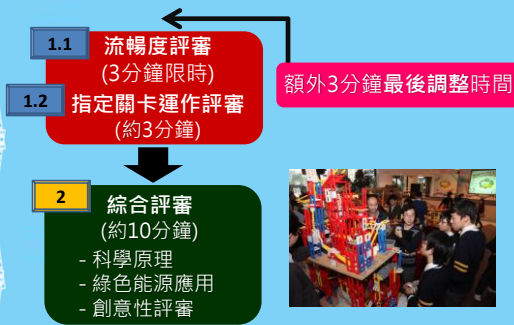 1.1
流暢度評審
(3分鐘限時)
額外3分鐘最後調整時間
1.2
指定關卡運作評審
(約3分鐘)
2
綜合評審
(約10分鐘)
- 科學原理
- 綠色能源應用
- 創意性評審